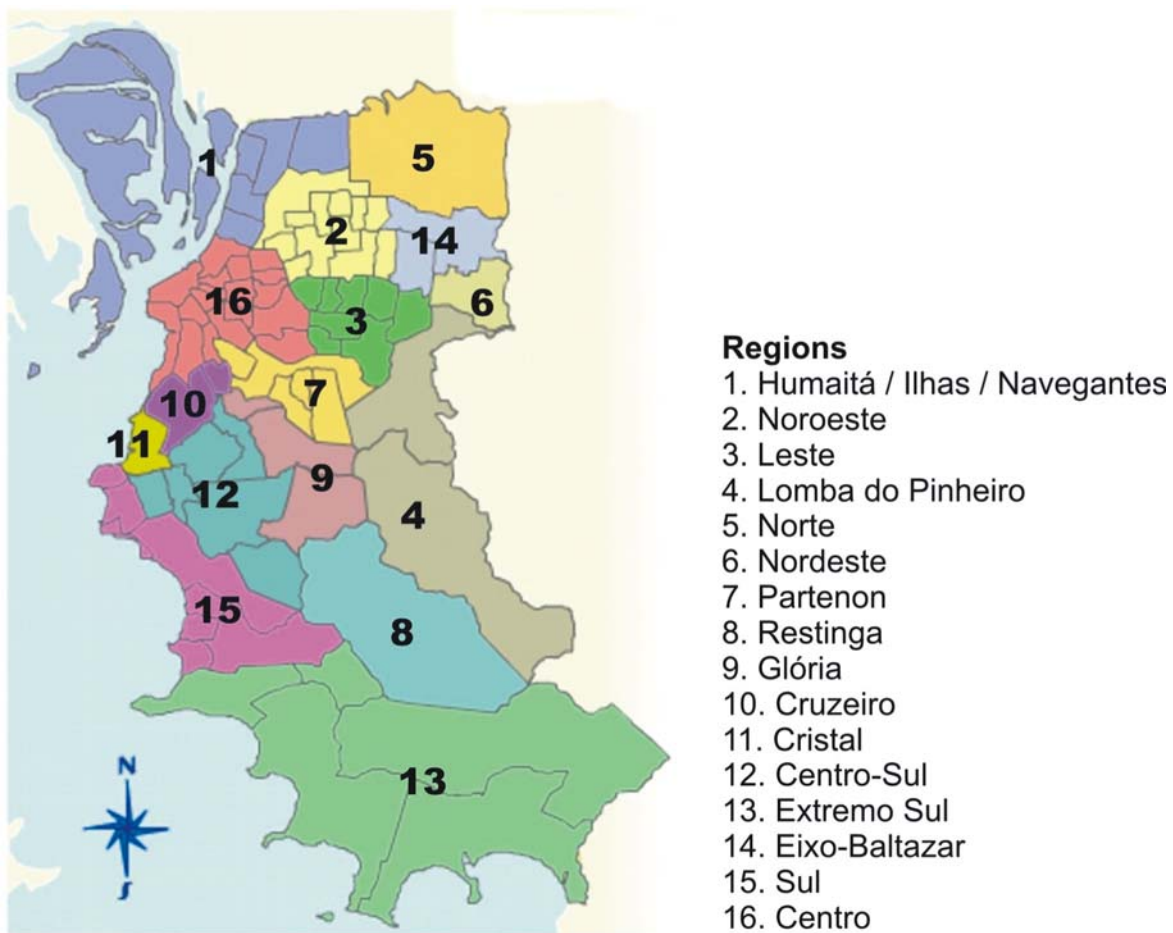 1
5
2
14
16
6
3
10
7
11
9
12
4
15
8
13
N
S
Regions
1. Humaitá / Ilhas / Navegantes
2. Noroeste
3. Leste
4. Lomba do Pinheiro
5. Norte
6. Nordeste
7. Partenon
8. Restinga
9. Glória
10. Cruzeiro
11. Cristal
12. Centro-Sul
13. Extremo Sul
14. Eixo-Baltazar
15. Sul
16. Centro